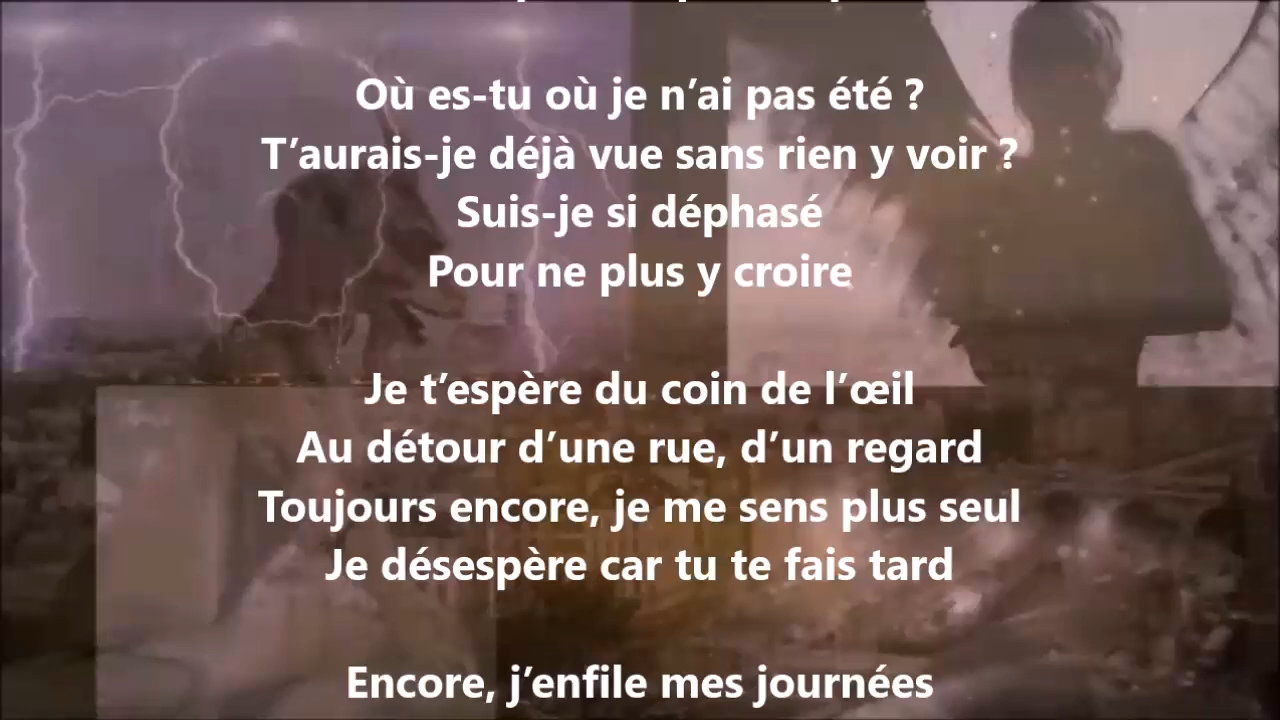 Où es-tu où je n’ai pas été ?
T’aurais-je déjà vue sans rien y voir ?
Suis-je si déphasé
Pour ne plus y croire
Je t’espère du coin de l’œil
Au détour d’une rue, d’un regard
Toujours encore, je me sens plus seul
Je désespère car tu te fais tard
Encore, j’enfile mes journées